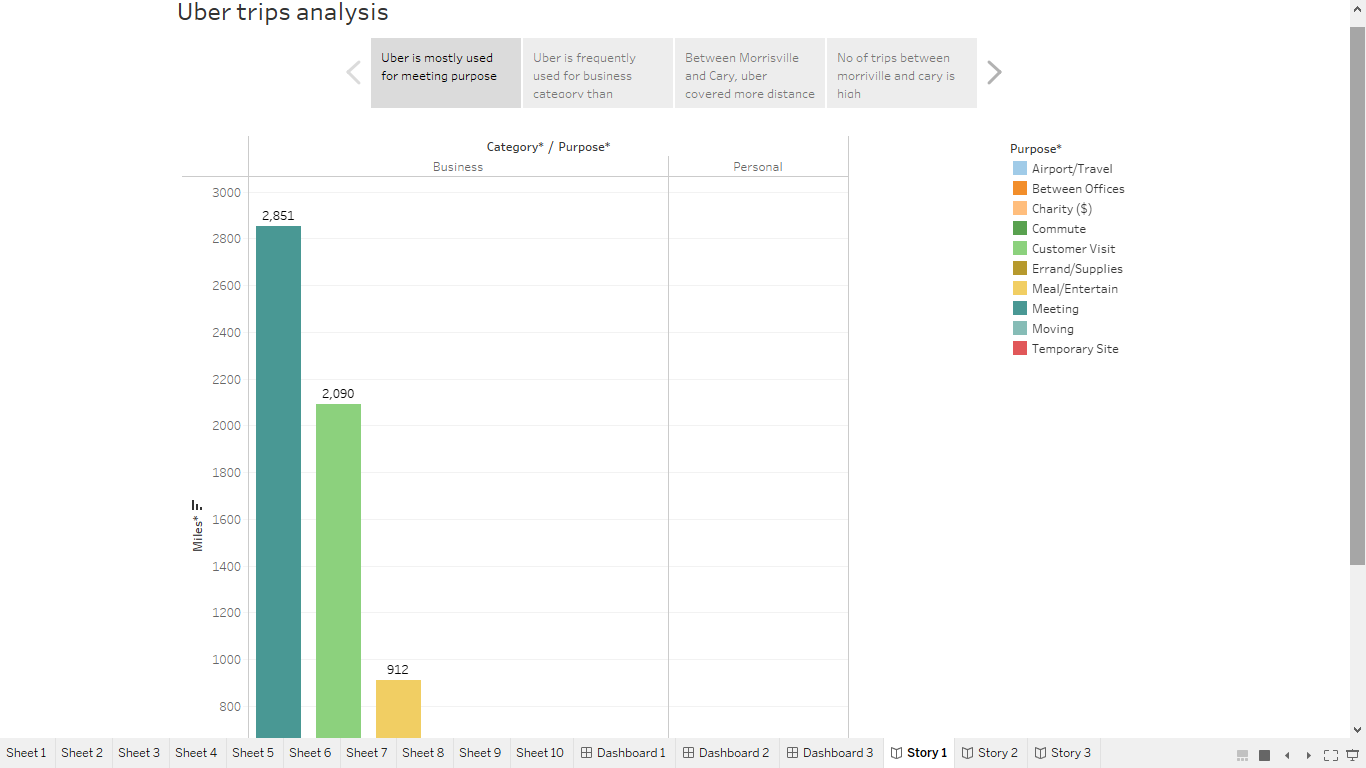 Uber trips analysis
Uber is mostly used
for meeting purpose
Uber is frequently
used for business
category than
Between Morrisville
and Cary, uber
covered more distance
No of trips between
morriville and cary is
high
Category* / Purpose*
Business
Personal
3000
2800
2600
2400
2200
2000
1800
1600
1400
1200
1000
800
Miles*
2,851
2,090
912
Purpose*
Airport/Travel
Between Offices
Charity ($)
Commute
Customer Visit
Errand/Supplies
Meal/Entertain
Meeting
Moving
Temporary Site
Sheet 1
Sheet 2
Sheet 3
Sheet 4
Sheet 5
Sheet 6
Sheet 7
Sheet 8
Sheet 9
Sheet 10
Dashboard 1
Dashboard 2
Dashboard 3
Story 1
Story 2
Story 3